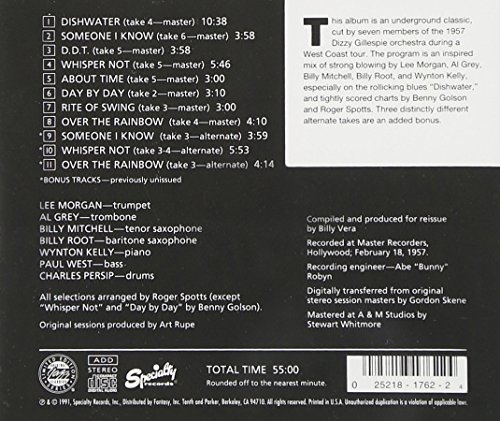 1 DISHWATER (take 4—master) 10:38
2 SOMEONE I KNOW (take 6—master) 3:58
3 D.D.T. (take 5—master) 3:58
4 WHISPER NOT (take 4—master) 5:46
5 ABOUT TIME (take 5—master) 3:00
6 DAY BY DAY (take 2—master) 3:10
7 RITE OF SWING (take 3—master) 3:00
8 OVER THE RAINBOW (take 4—master) 4:10
*9 SOMEONE I KNOW (take 3—alternate) 3:59
*10 WHISPER NOT (take 3-4—alternate) 5:53
*11 OVER THE RAINBOW (take 3—alternate) 4:14
*BONUS TRACKS—previously unissued
This album is an underground classic,
cut by seven members of the 1957
Dizzy Gillespie orchestra during a
West Coast tour. The program is an inspired
mix of strong blowing by Lee Morgan, Al Grey,
Billy Mitchell, Billy Root, and Wynton Kelly,
especially on the rollicking blues "Dishwater,"
and tightly scored charts by Benny Golson and
Roger Spotts. Three distinctly different
alternate takes are an added bonus.
LEE MORGAN—trumpet
AL GREY—trombone
BILLY MITCHELL—tenor saxophone
BILLY ROOT—baritone saxophone
WYNTON KELLY—piano
PAUL WEST—bass
CHARLES PERSIP—drums
All selections arranged by Roger Spotts (except
"Whisper Not" and "Day by Day" by Benny Golson).
Original sessions produced by Art Rupe
Compiled and produced for reissue
by Billy Vera
Recorded at Master Recorders,
Hollywood; February 18, 1957.
Recording engineer—Abe "Bunny"
Robyn
Digitally transferred from original
stereo session masters by Gordon Skene
Mastered at A & M Studios by
Stewart Whitmore
LIMITED EDITION
ADD
STEREO
COMPACT
disc
DIGITAL AUDIO
Specialty
records
TOTAL TIME 55:00
Rounded off to the nearest minute.
0 25218-1762-2 4
℗ & © 1991, Specialty Records, Inc., Distributed by Fantasy, Inc. Tenth and Parker, Berkeley, CA 94710. All rights reserved. Printed in U.S.A. Unauthorized duplication is a violation of applicable laws.